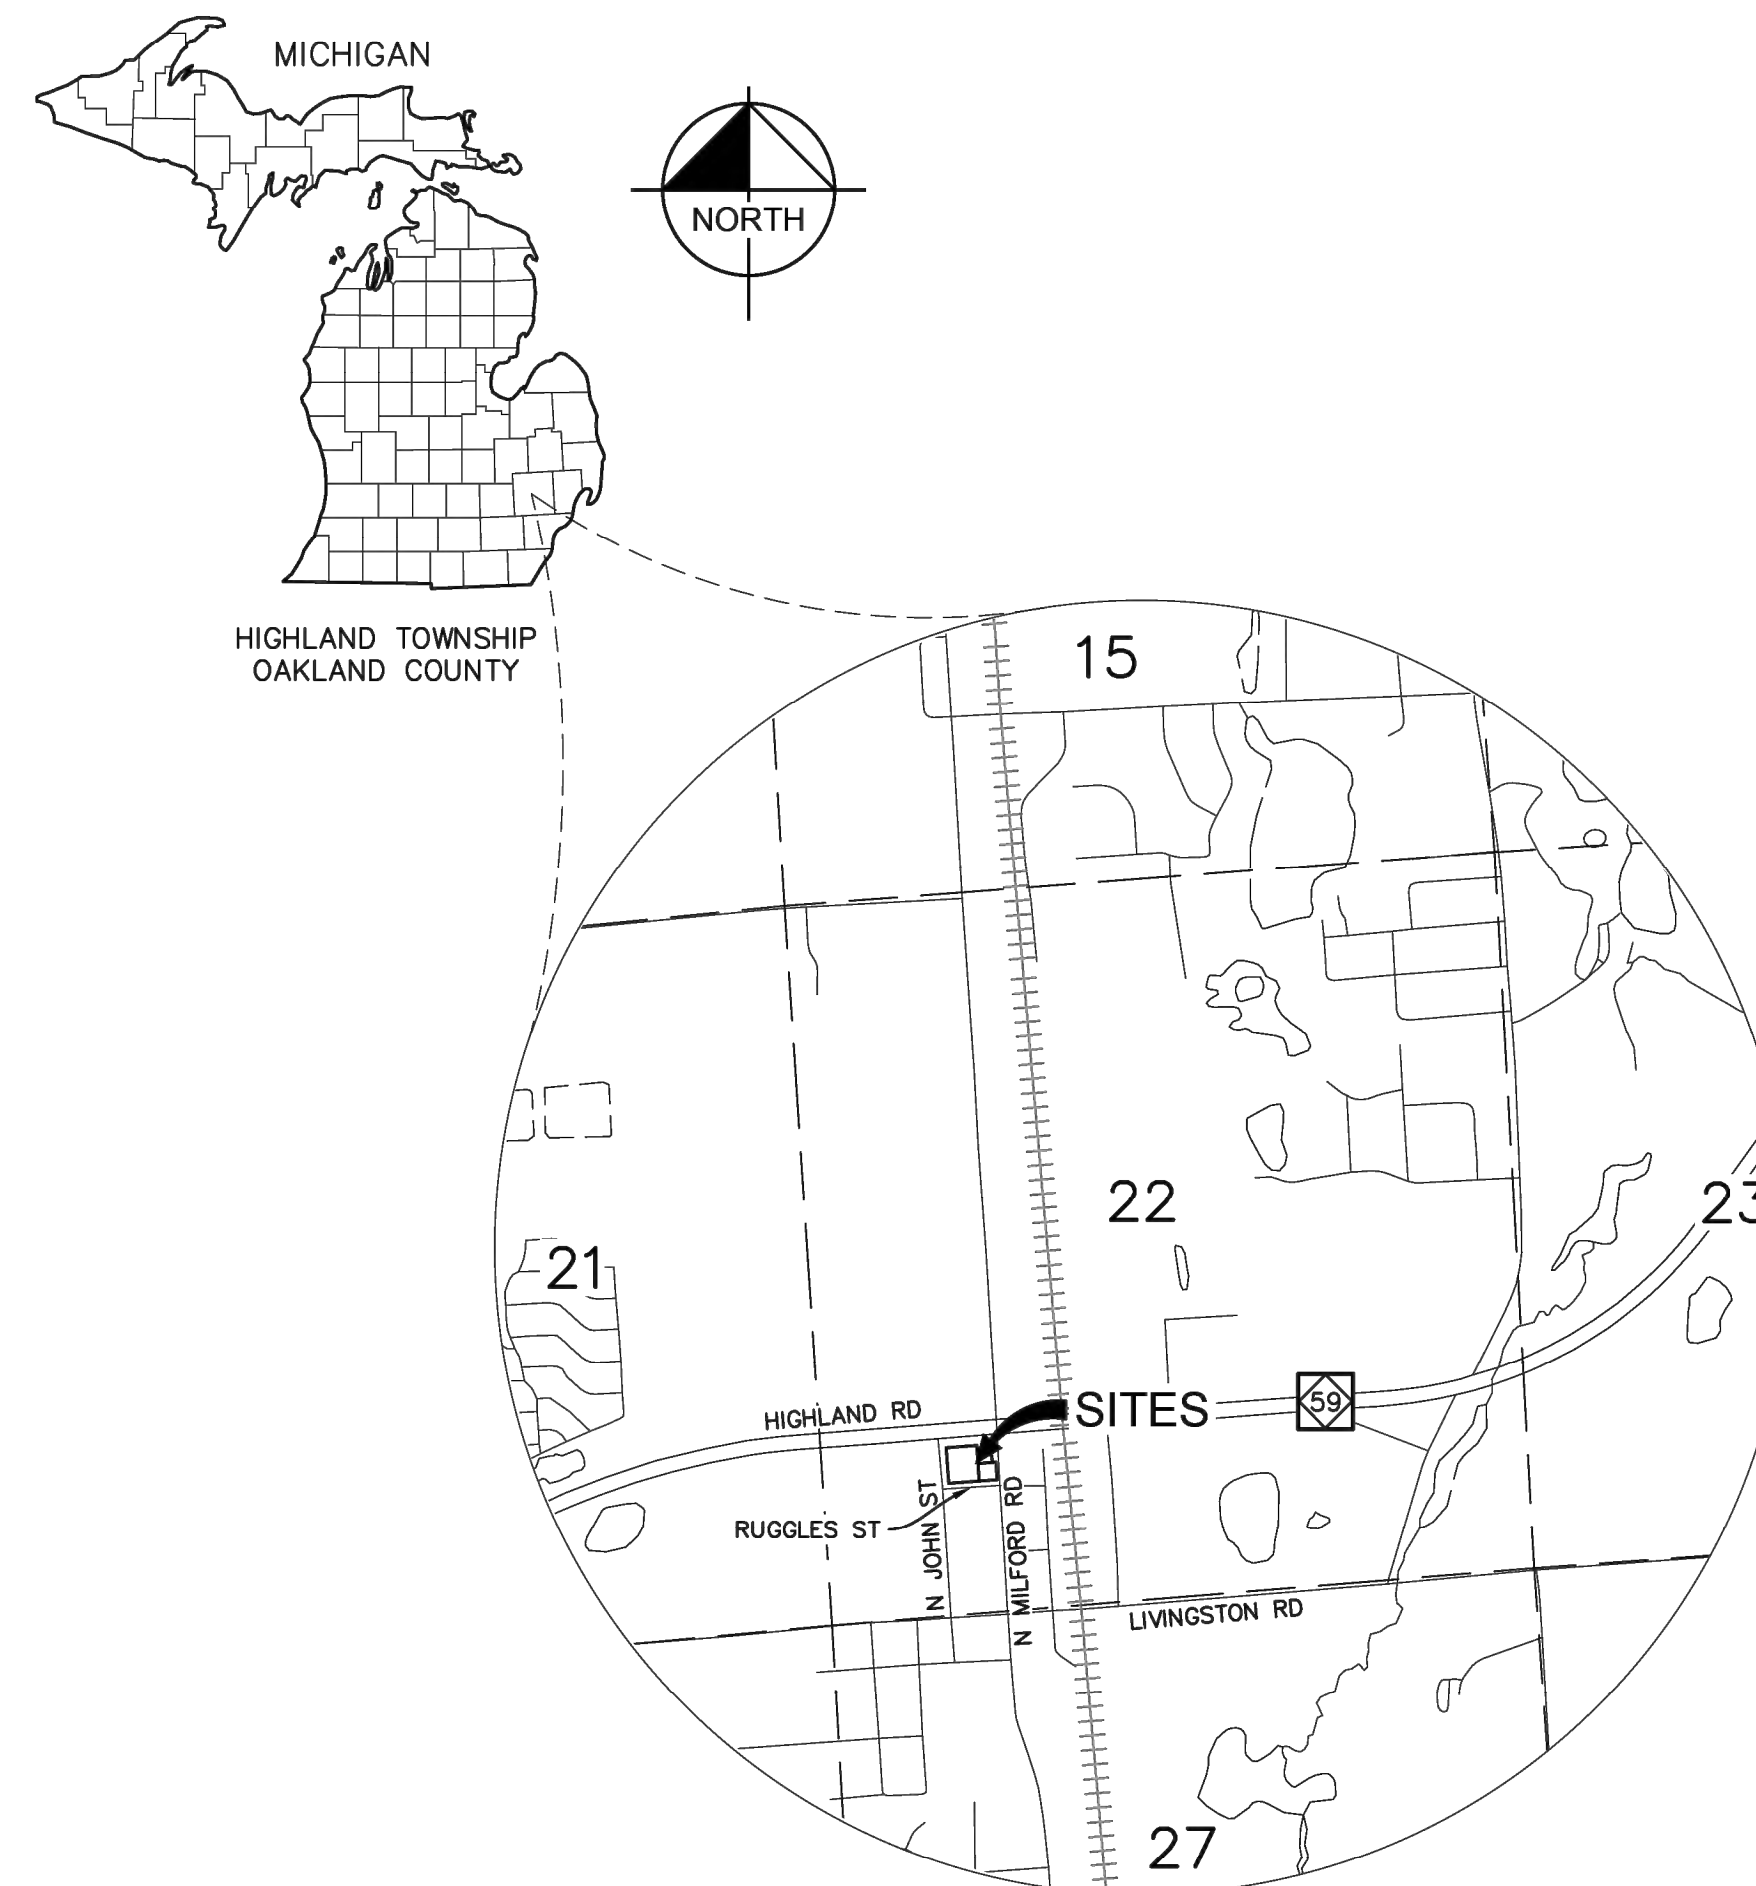 MICHIGAN
NORTH
HIGHLAND TOWNSHIP
OAKLAND COUNTY
15
22
23
21
59
SITES
HIGHLAND RD
RUGGLES ST
N JOHN ST
N MILFORD RD
LIVINGSTON RD
27